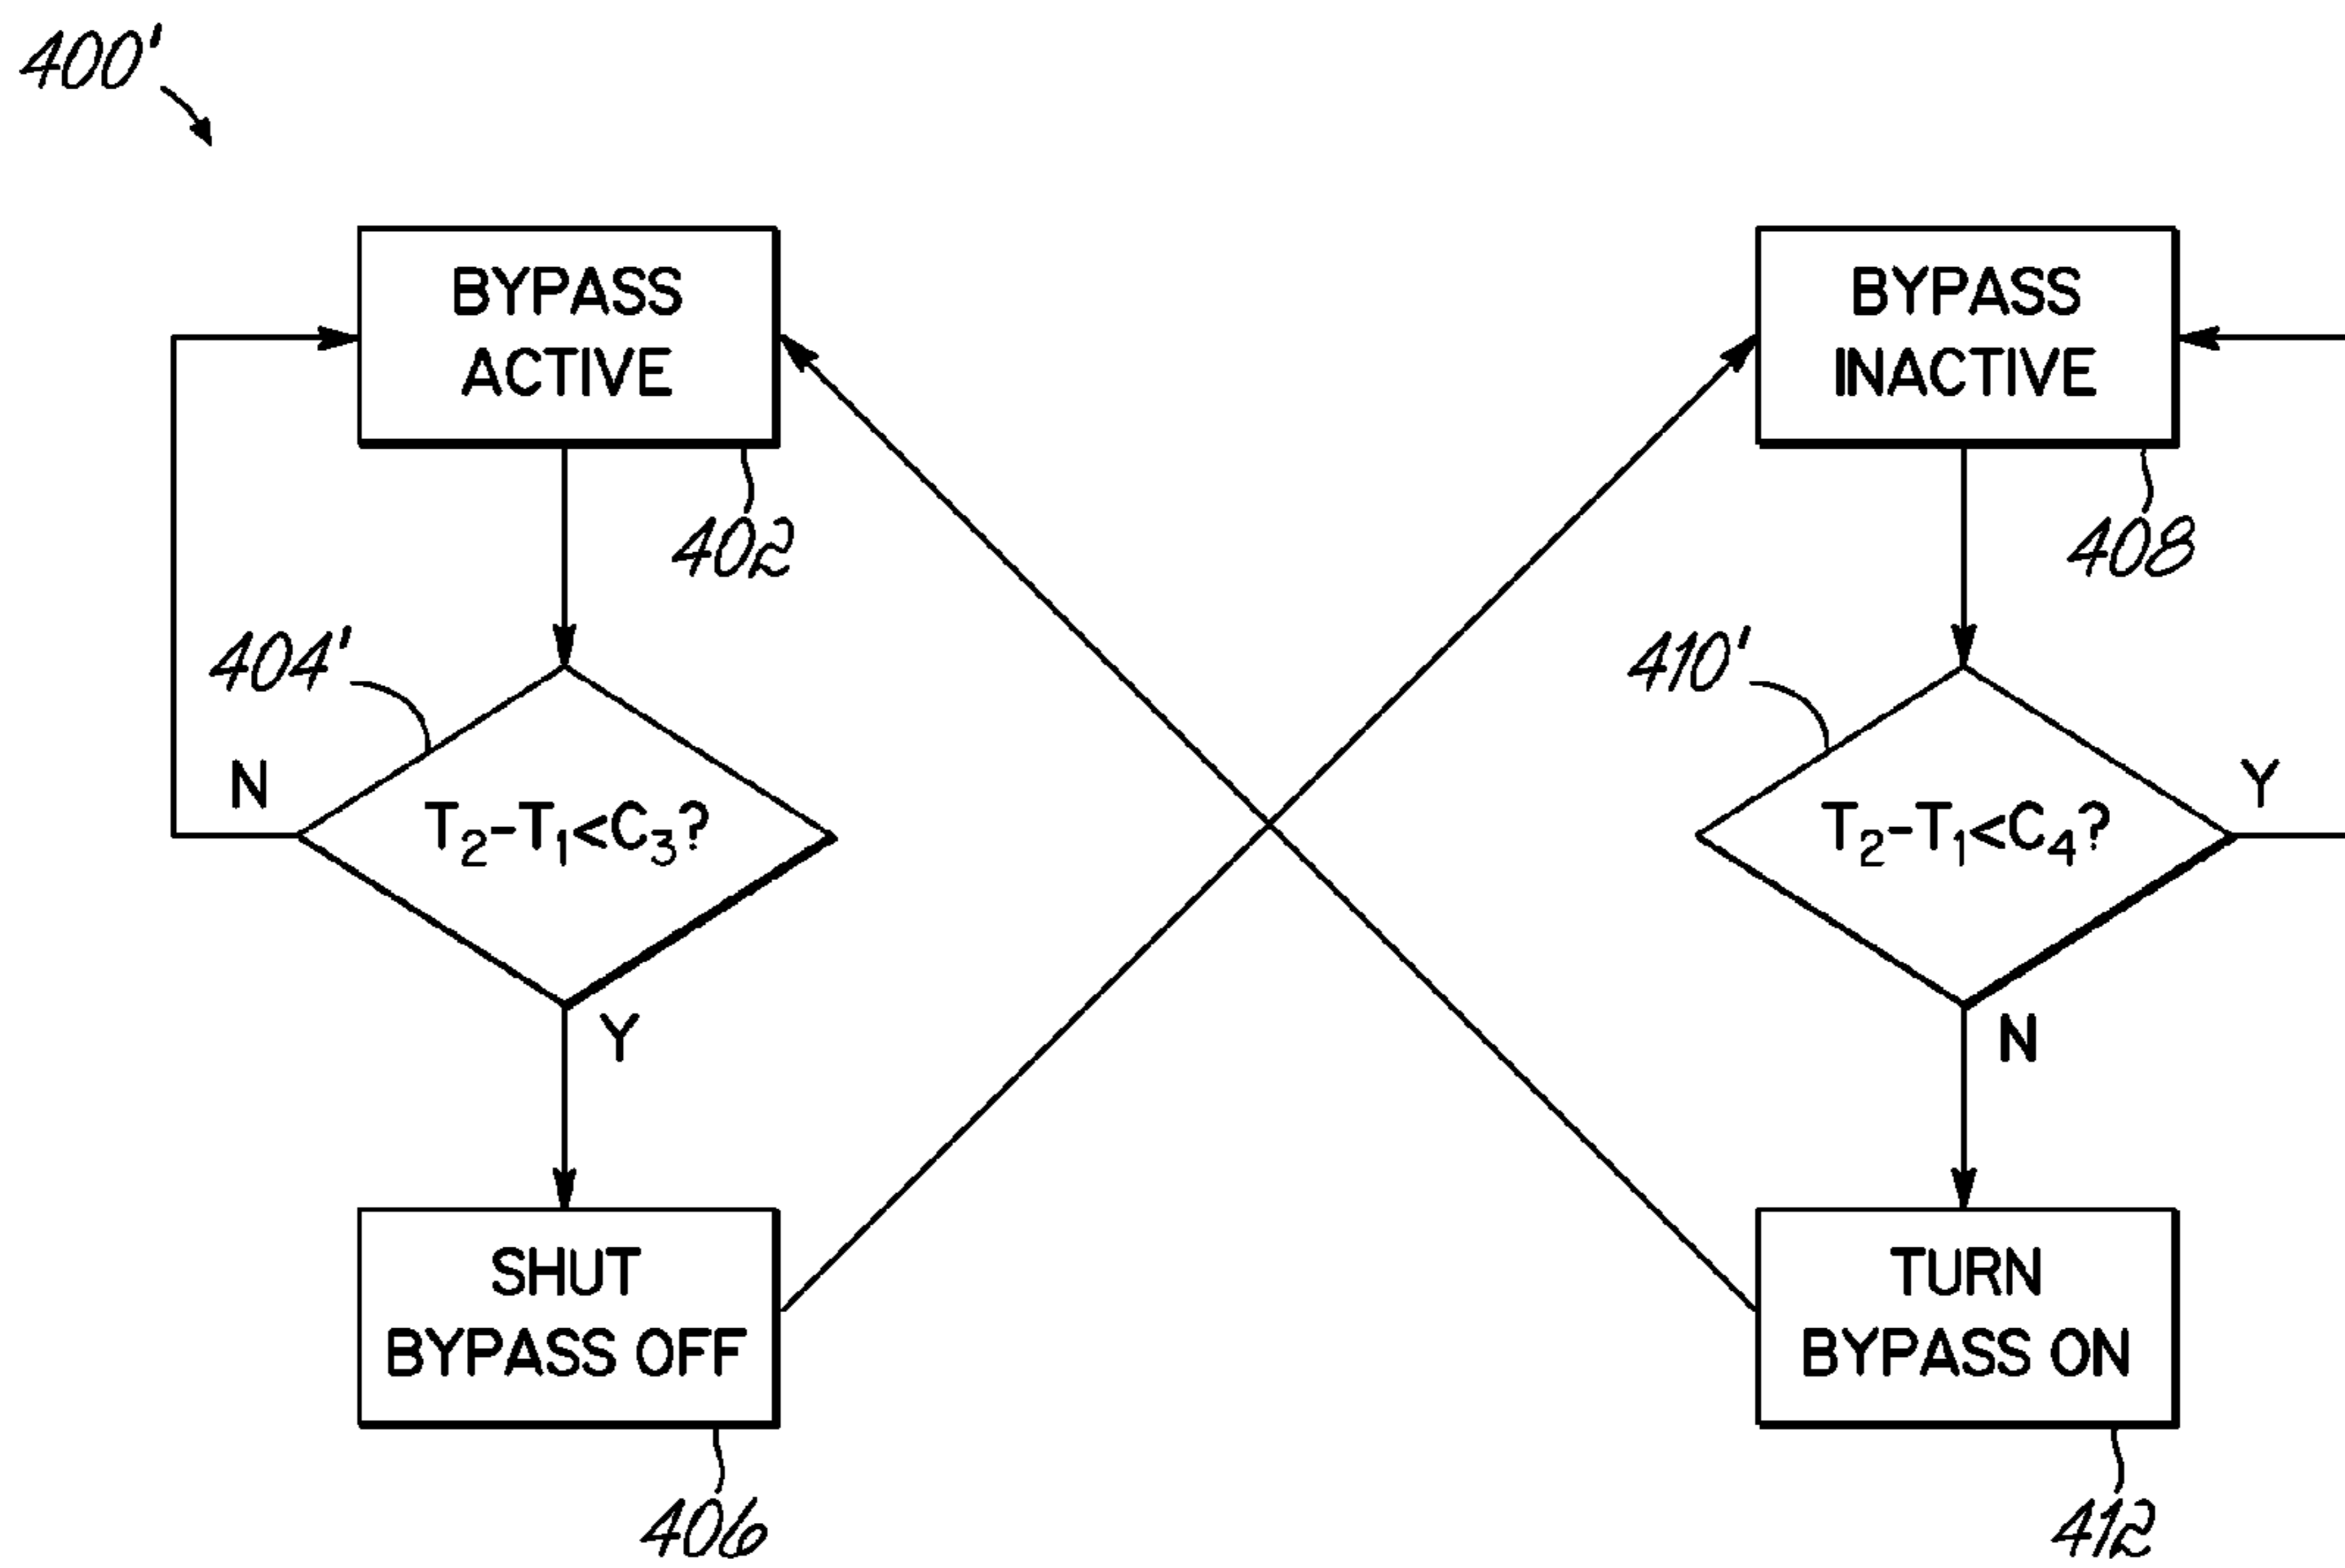 400'
BYPASS
ACTIVE
402
404'
N
T₂-T₁<C₃?
Y
SHUT
BYPASS OFF
406
BYPASS
INACTIVE
408
410'
Y
T₂-T₁<C₄?
N
TURN
BYPASS ON
412